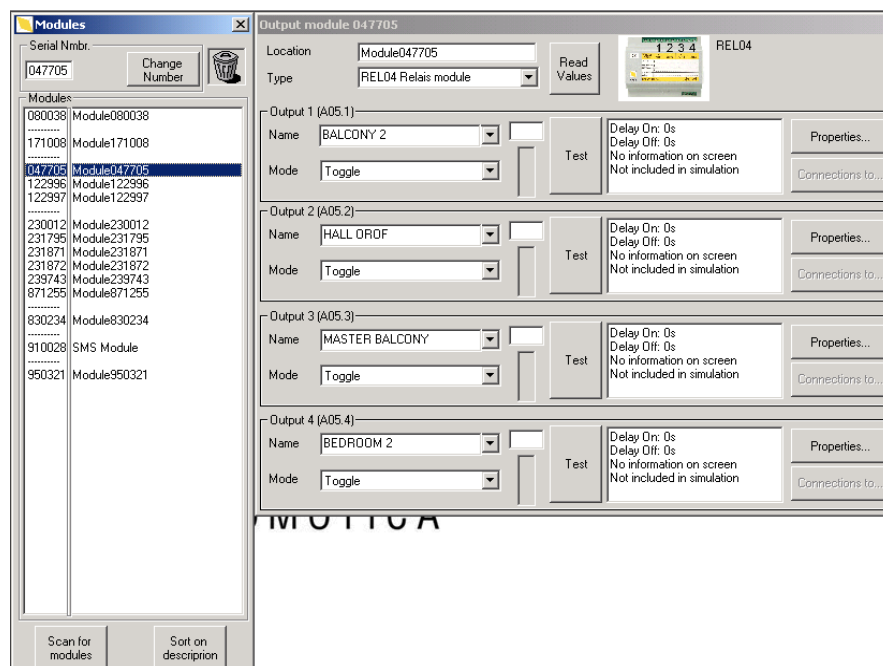 Modules
Serial Nmbr.
047705
Change
Number
Modules
080038 Module080038
----------
171008 Module171008
----------
047705 Module047705
122996 Module122996
122997 Module122997
----------
230012 Module230012
231795 Module231795
231871 Module231871
231872 Module231872
239743 Module239743
871255 Module871255
----------
830234 Module830234
----------
910028 SMS Module
----------
950321 Module950321
Scan for
modules
Sort on
descriprion
Output module 047705
Location Module047705
Type REL04 Relais module
Read
Values
1 2 3 4
REL04
Output 1 (A05.1)
Name BALCONY 2
Mode Toggle
Test
Delay On: 0s
Delay Off: 0s
No information on screen
Not included in simulation
Properties...
Connections to...
Output 2 (A05.2)
Name HALL OROF
Mode Toggle
Test
Delay On: 0s
Delay Off: 0s
No information on screen
Not included in simulation
Properties...
Connections to...
Output 3 (A05.3)
Name MASTER BALCONY
Mode Toggle
Test
Delay On: 0s
Delay Off: 0s
No information on screen
Not included in simulation
Properties...
Connections to...
Output 4 (A05.4)
Name BEDROOM 2
Mode Toggle
Test
Delay On: 0s
Delay Off: 0s
No information on screen
Not included in simulation
Properties...
Connections to...